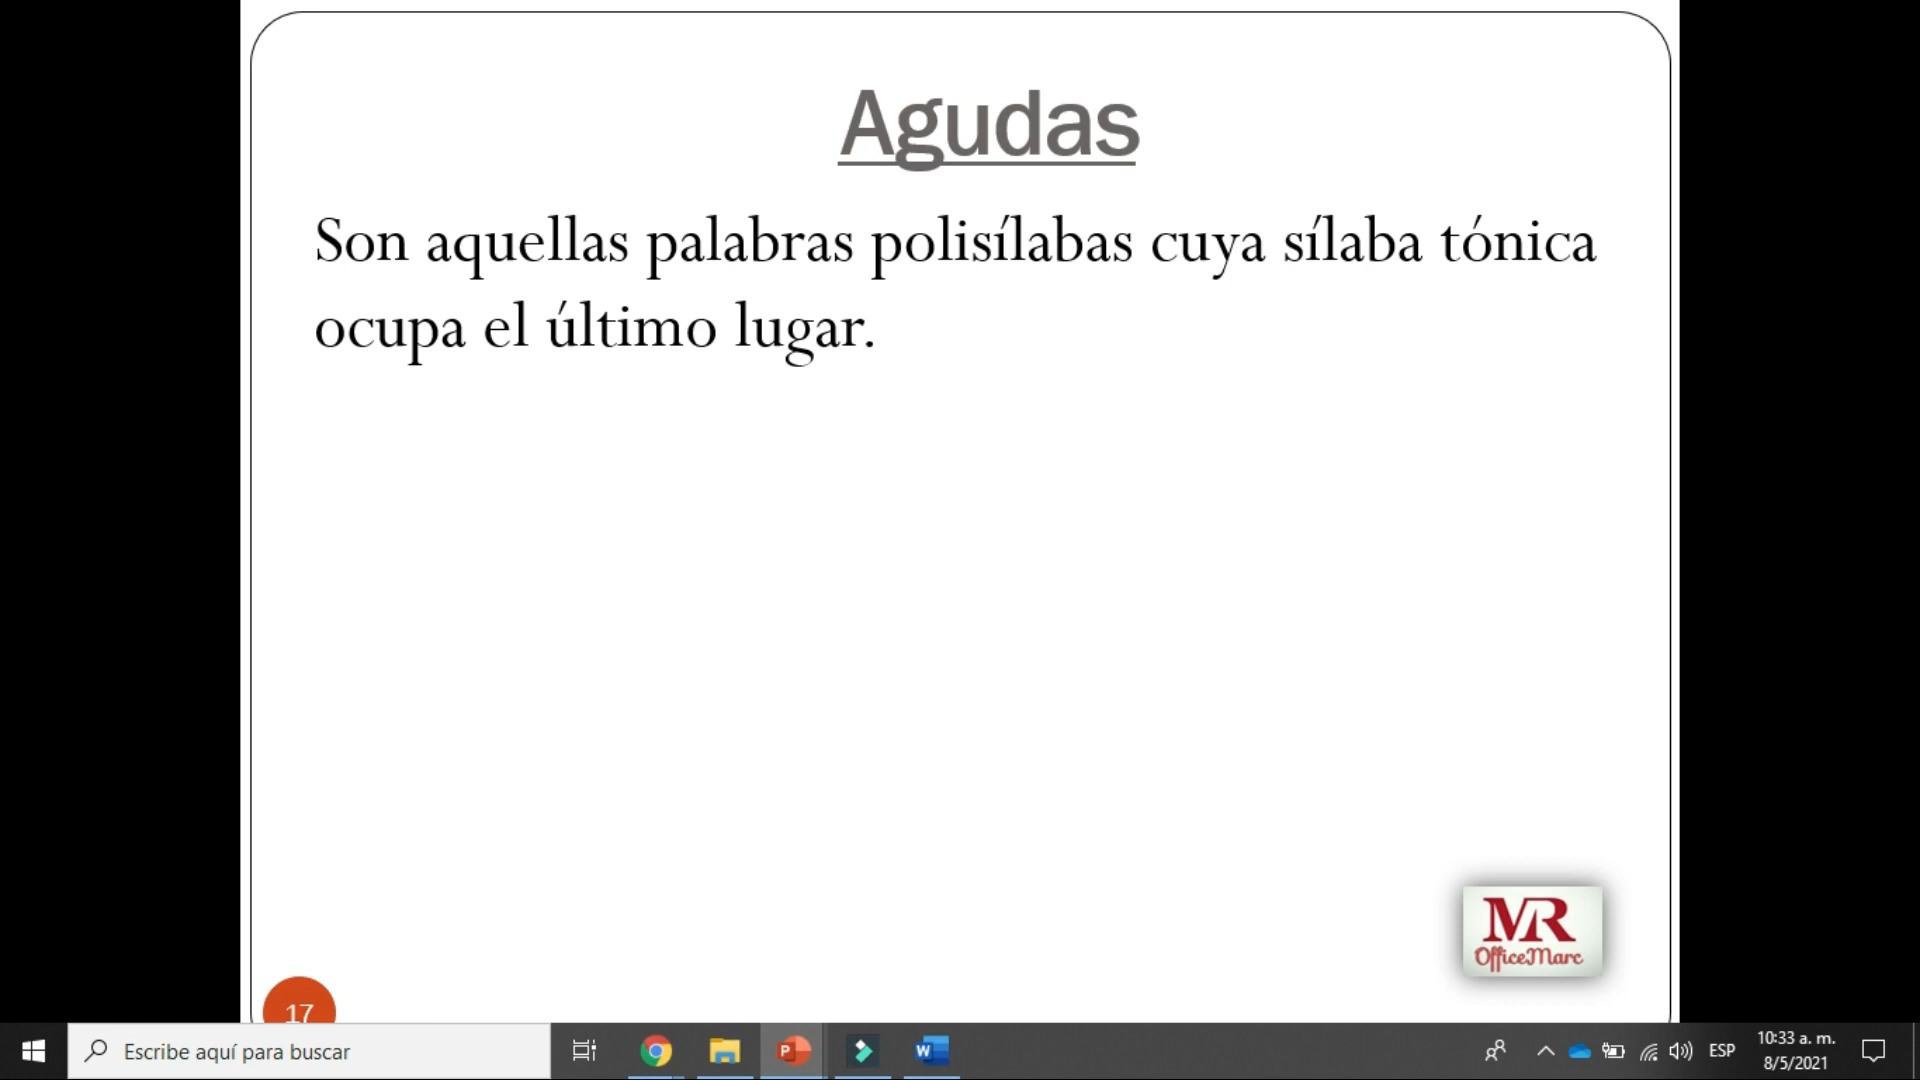 Agudas
Son aquellas palabras polisílabas cuya sílaba tónica
ocupa el último lugar.
MR
OfficeMarc
17
Escribe aquí para buscar
ESP
10:33 a. m.
8/5/2021